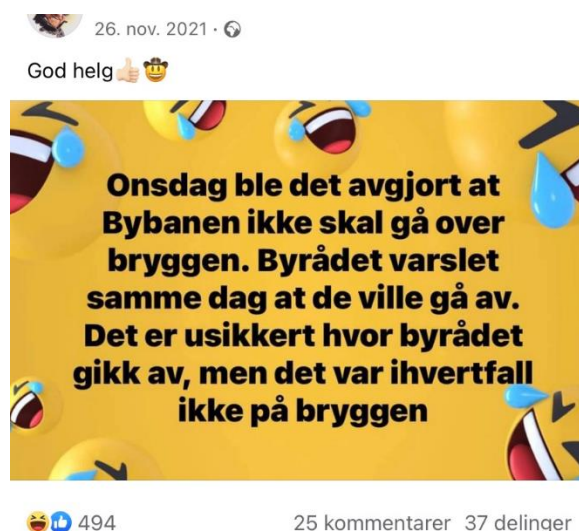 26. nov. 2021 ·
God helg👍🏻🤠
Onsdag ble det avgjort at
Bybanen ikke skal gå over
bryggen. Byrådet varslet
samme dag at de ville gå av.
Det er usikkert hvor byrådet
gikk av, men det var ihvertfall
ikke på bryggen
494 25 kommentarer 37 delinger